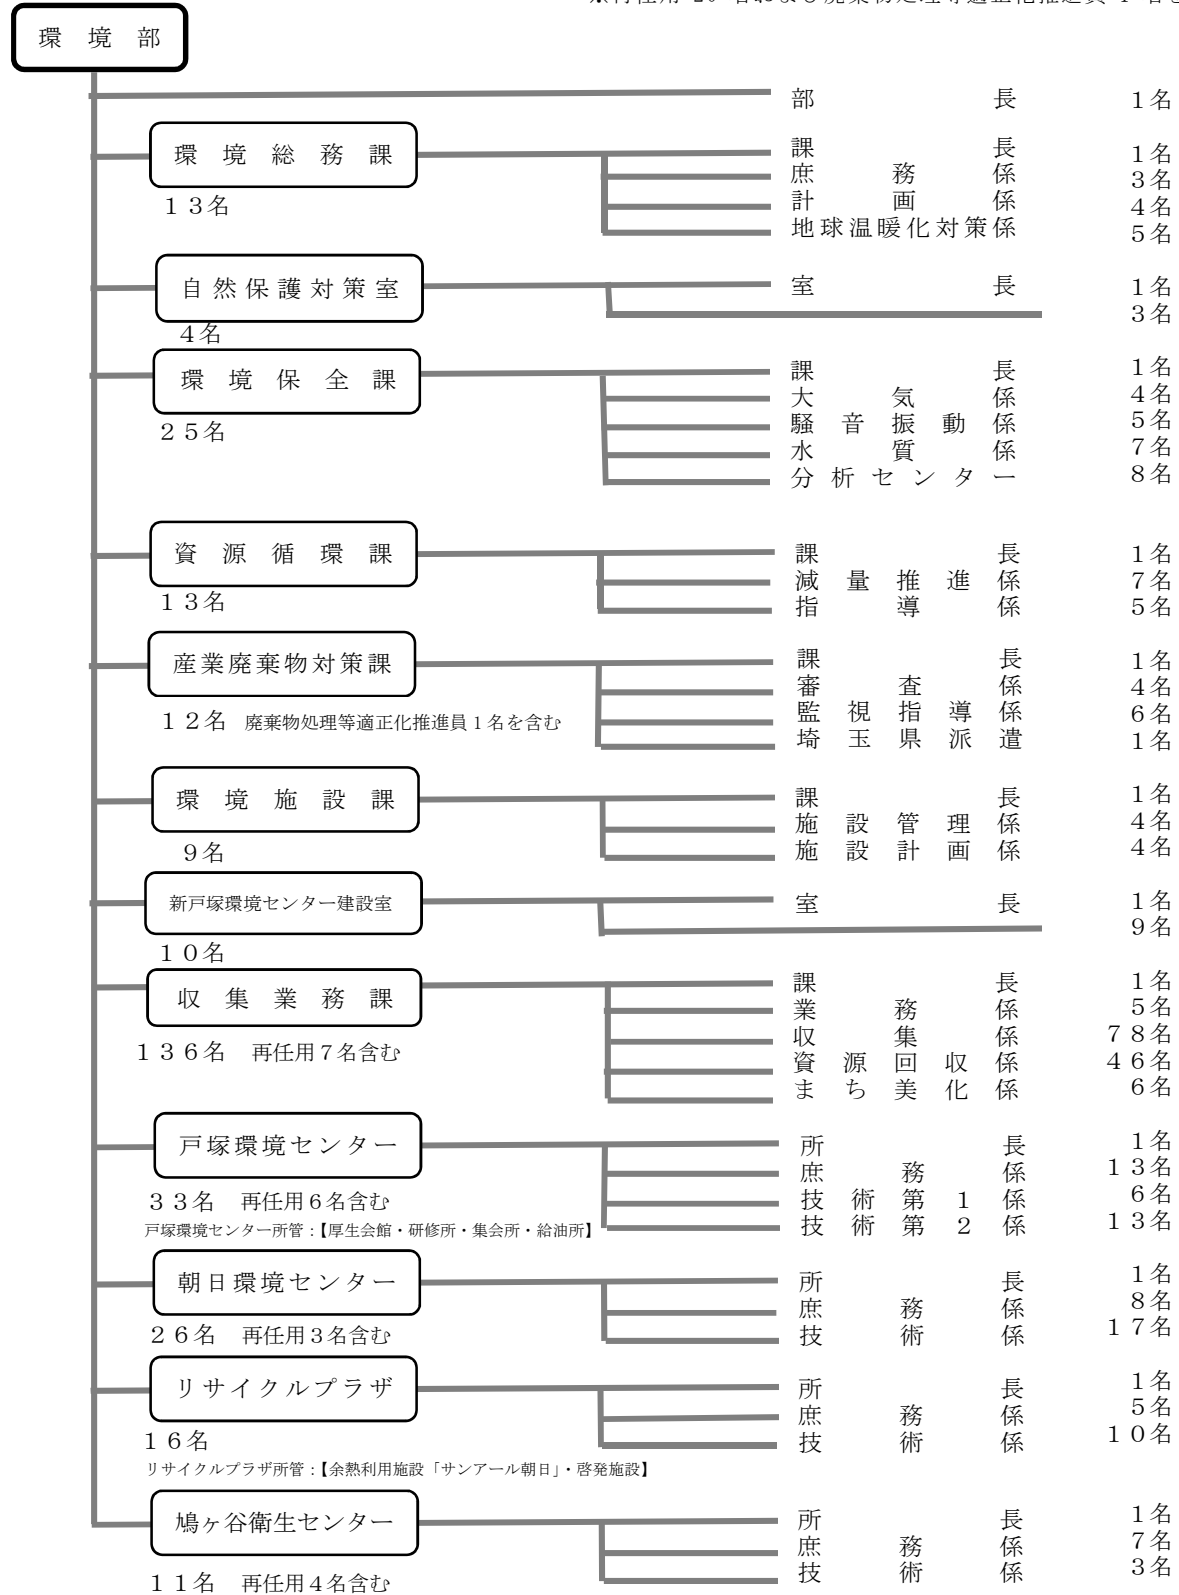 環境部
部長 1名
環境総務課
課長 1名
庶務係 3名
計画係 4名
地球温暖化対策係 5名
13名
自然保護対策室
室長 1名
3名
4名
環境保全課
課長 1名
大気係 4名
騒音振動係 5名
水質係 7名
分析センター 8名
25名
資源循環課
課長 1名
減量推進係 7名
指導係 5名
13名
産業廃棄物対策課
課長 1名
審査係 4名
監視指導係 6名
埼玉県派遣 1名
12名 廃棄物処理等適正化推進員1名を含む
環境施設課
課長 1名
施設管理係 4名
施設計画係 4名
9名
新戸塚環境センター建設室
室長 1名
9名
10名
収集業務課
課長 1名
業務係 5名
収集係 78名
資源回収係 46名
まち美化係 6名
136名 再任用7名含む
戸塚環境センター
所長 1名
庶務係 13名
技術第1係 6名
技術第2係 13名
33名 再任用6名含む
戸塚環境センター所管:【厚生会館・研修所・集会所・給油所】
朝日環境センター
所長 1名
庶務係 8名
技術係 17名
26名 再任用3名含む
リサイクルプラザ
所長 1名
庶務係 5名
技術係 10名
16名
リサイクルプラザ所管:【余熱利用施設「サンアール朝日」・啓発施設】
鳩ヶ谷衛生センター
所長 1名
庶務係 7名
技術係 3名
11名 再任用4名含む